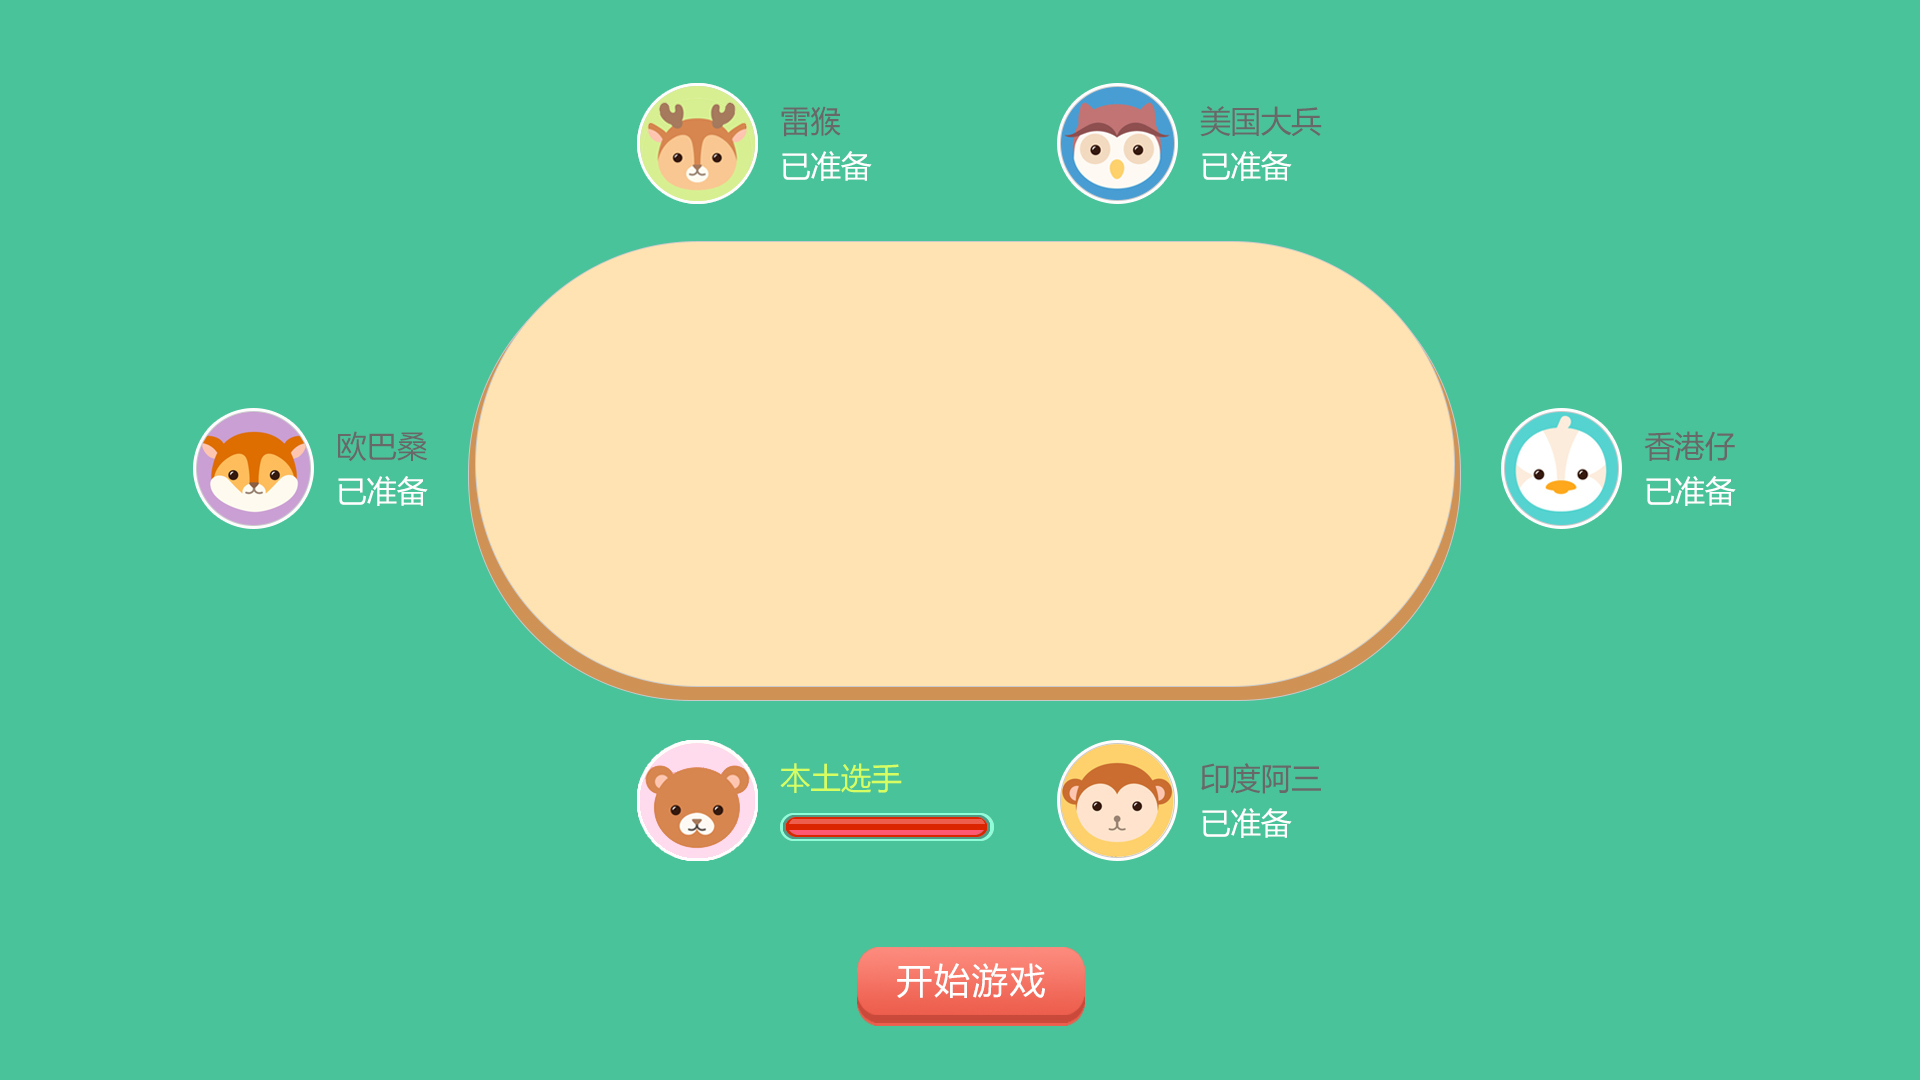 雷猴
已准备
美国大兵
已准备
欧巴桑
已准备
香港仔
已准备
本土选手
印度阿三
已准备
开始游戏